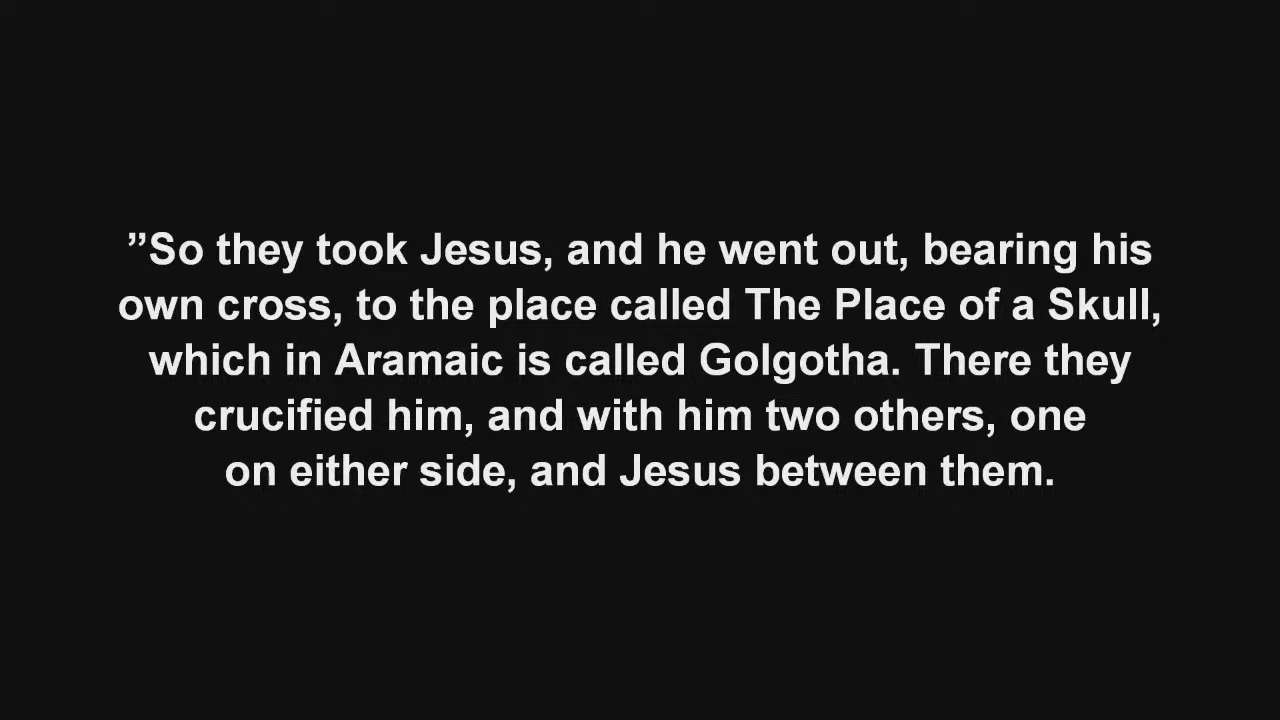 ”So they took Jesus, and he went out, bearing his
own cross, to the place called The Place of a Skull,
which in Aramaic is called Golgotha. There they
crucified him, and with him two others, one
on either side, and Jesus between them.